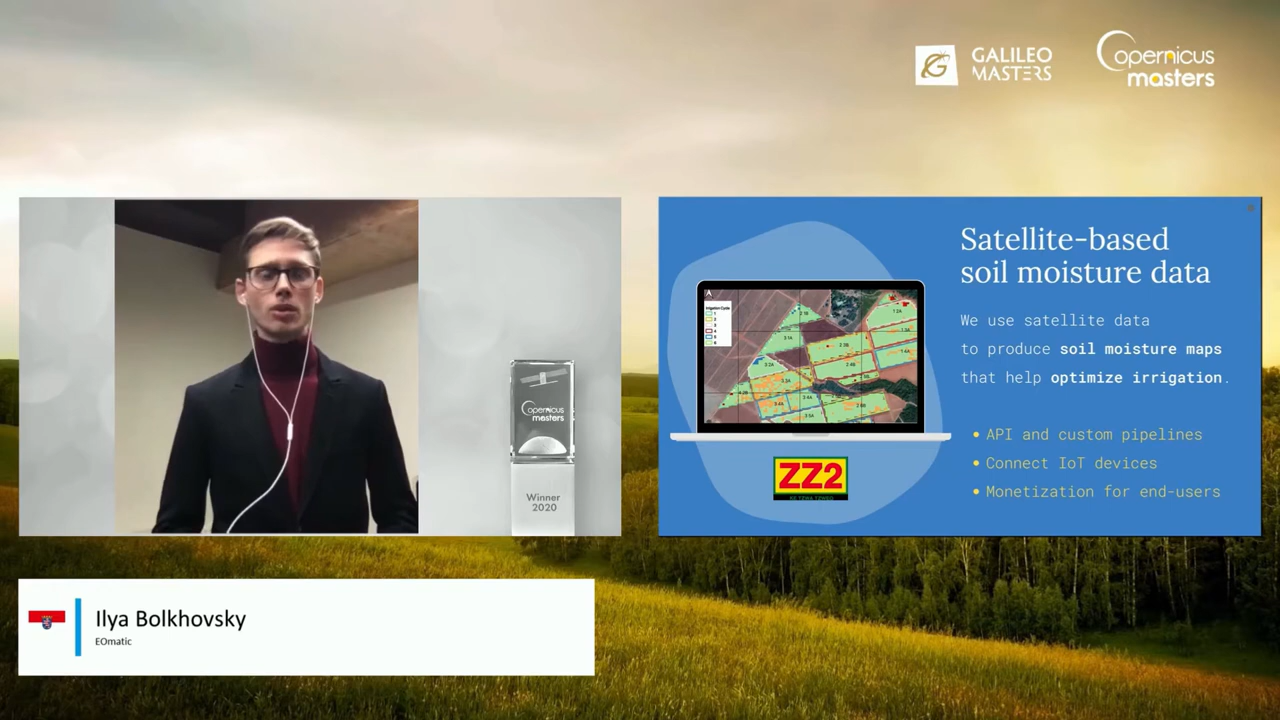 GALILEO
MASTERS
Copernicus
masters
Copernicus
masters
Winner
2020
Satellite-based
soil moisture data
We use satellite data
to produce soil moisture maps
that help optimize irrigation.
• API and custom pipelines
• Connect IoT devices
• Monetization for end-users
Irrigation Cycle
ZZ2
Ilya Bolkhovsky
EOmatic